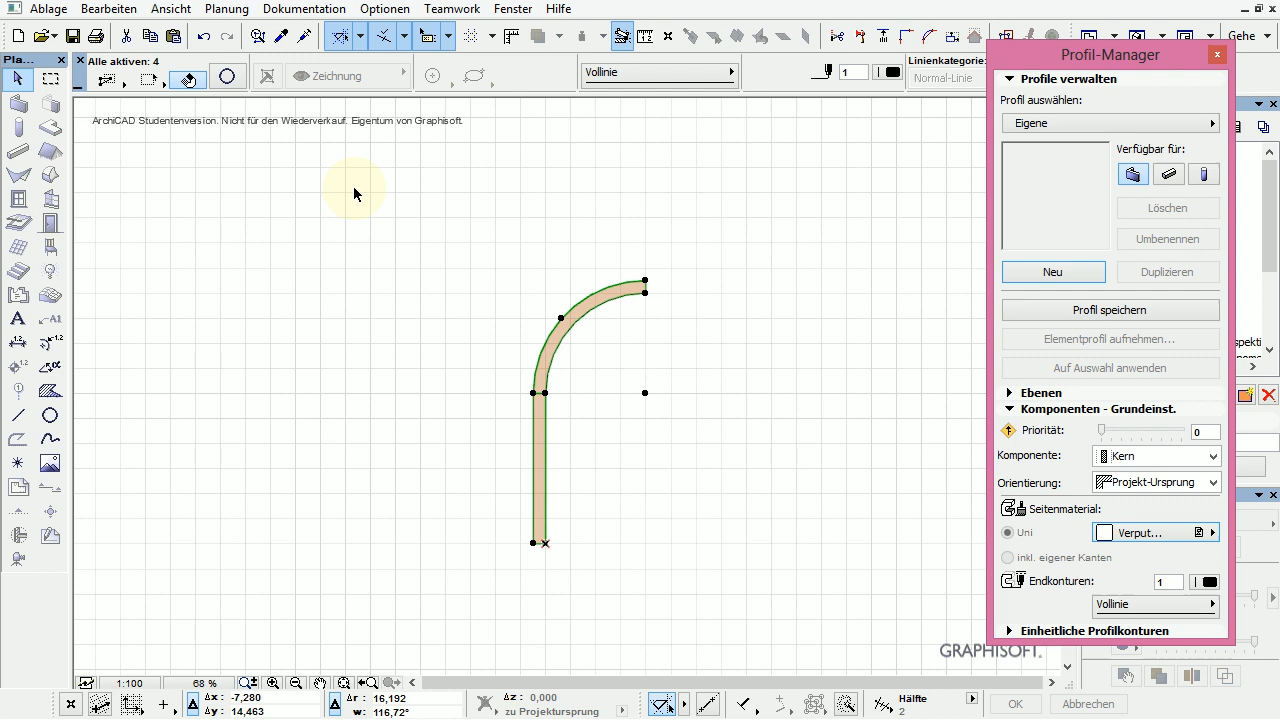 Ablage Bearbeiten Ansicht Planung Dokumentation Optionen Teamwork Fenster Hilfe
Gehe
Pla...
Alle aktiven: 4
Zeichnung
Vollinie
1
Linienkategorie:
Normal-Linie
ArchiCAD Studentenversion. Nicht für den Wiederverkauf. Eigentum von Graphisoft.
Profil-Manager
Profile verwalten
Profil auswählen:
Eigene
Verfügbar für:
Löschen
Umbenennen
Neu
Duplizieren
Profil speichern
Elementprofil aufnehmen...
Auf Auswahl anwenden
Ebenen
Komponenten - Grundeinst.
Priorität:
0
Komponente:
Kern
Orientierung:
Projekt-Ursprung
Seitenmaterial:
Uni
Verput...
inkl. eigener Kanten
Endkonturen:
1
Vollinie
Einheitliche Profilkonturen
GRAPHISOFT.
1:100
68 %
Δx: -7,280
Δy: 14,463
Δr: 16,192
w: 116,72°
Δz: 0,000
zu Projektursprung
Hälfte
2
OK
Abbrechen